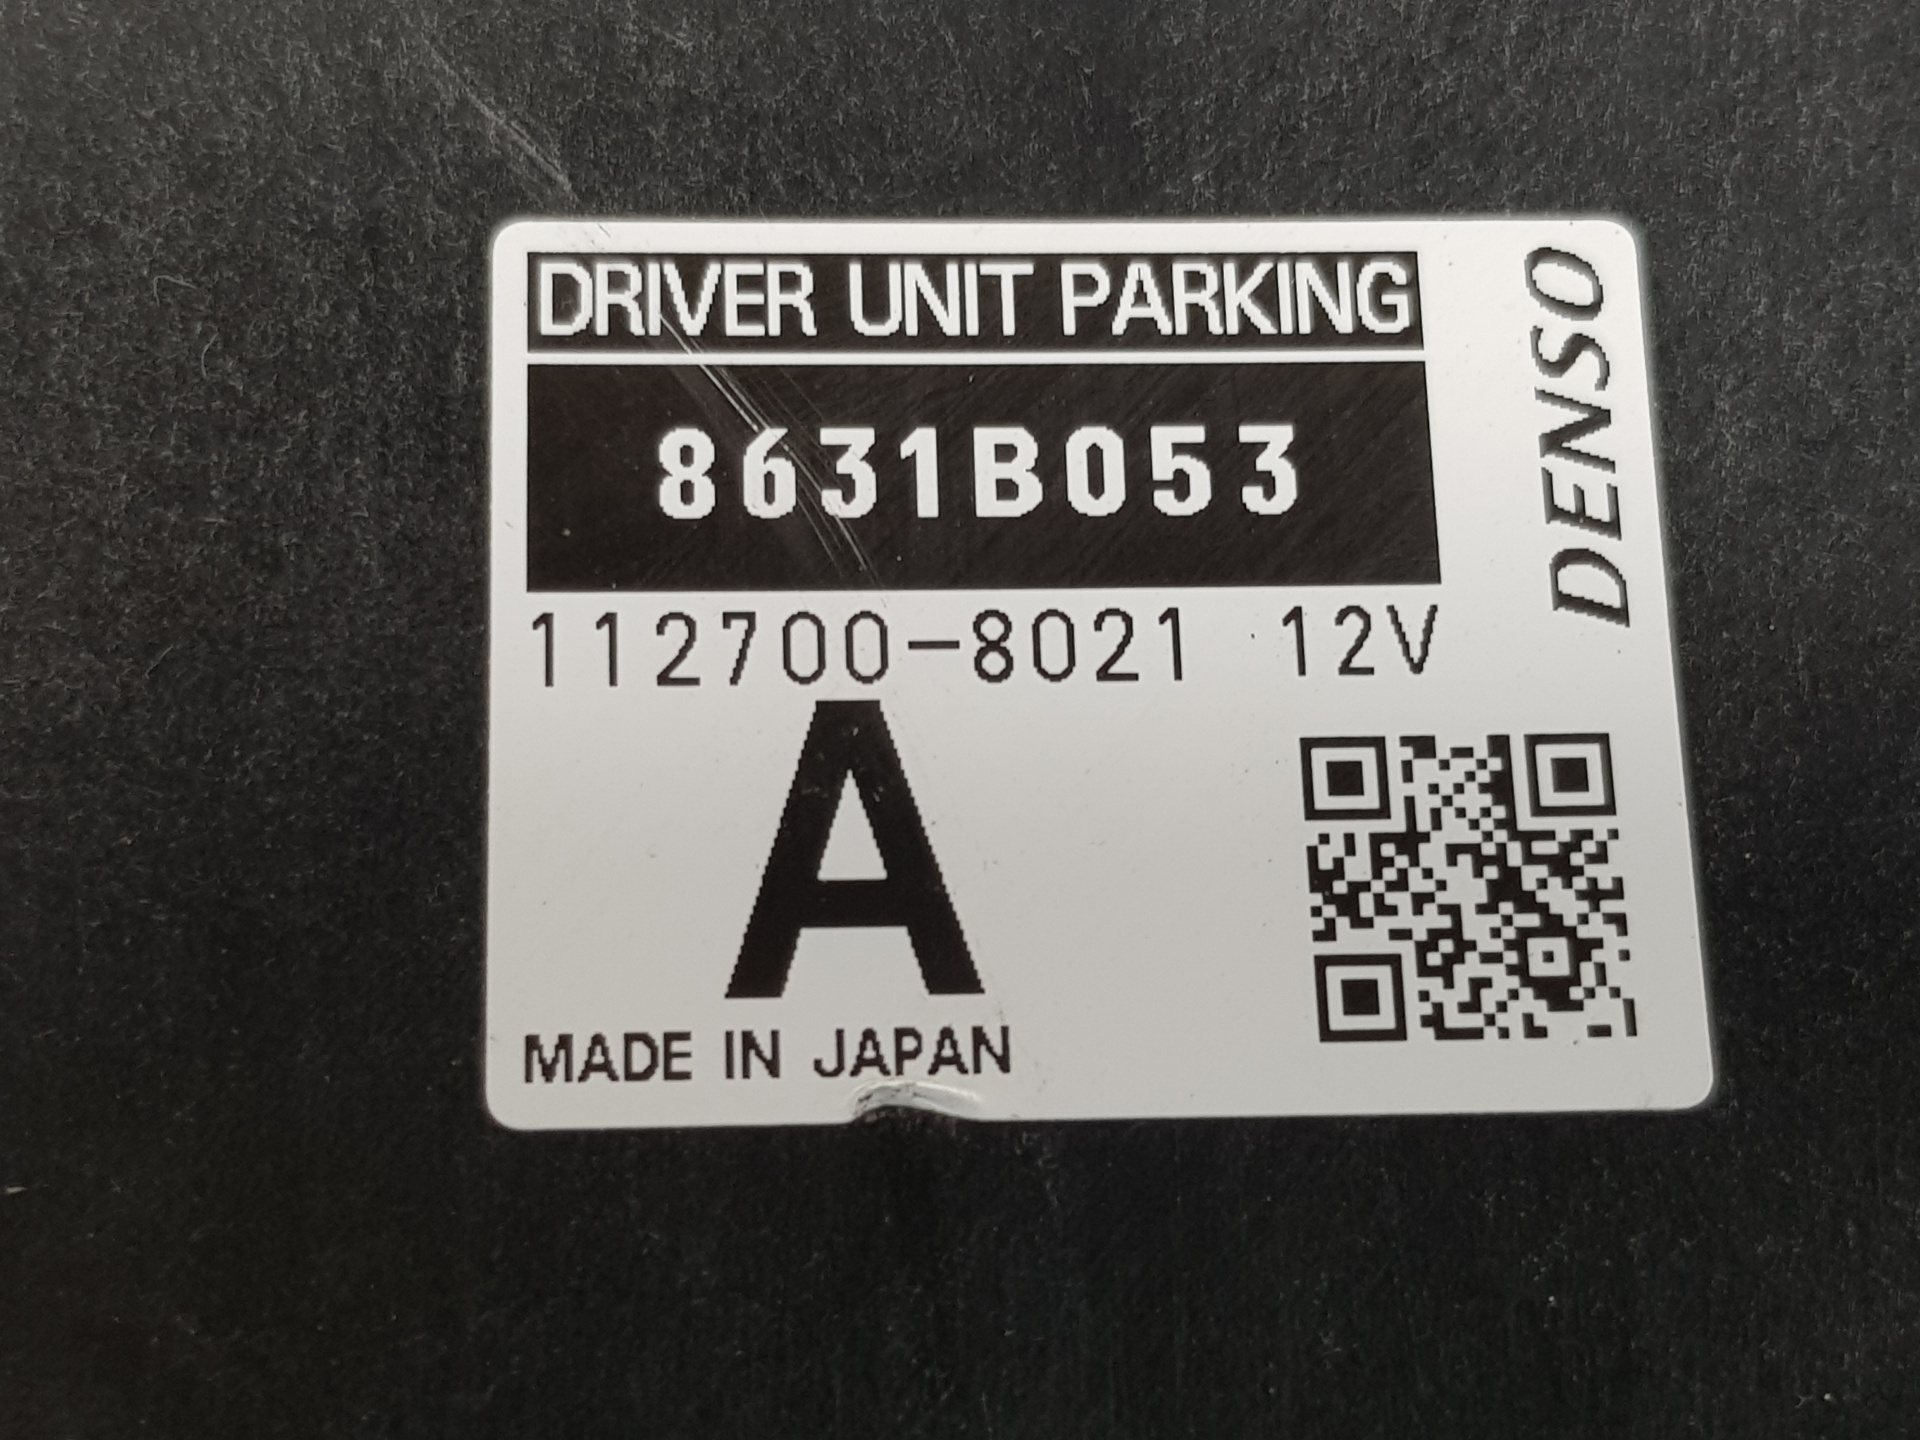 DRIVER UNIT PARKING
8631B053
112700-8021 12V
A
MADE IN JAPAN
DENSO